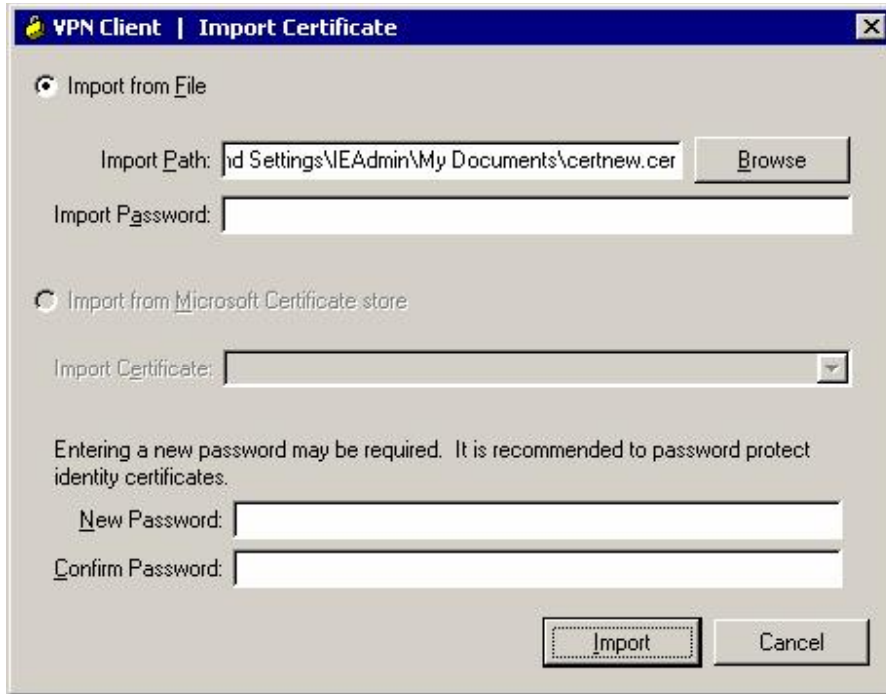 VPN Client | Import Certificate
Import from File
Import Path: nd Settings\IEAdmin\My Documents\certnew.cer Browse
Import Password:
Import from Microsoft Certificate store
Import Certificate:
Entering a new password may be required. It is recommended to password protect
identity certificates.
New Password:
Confirm Password:
Import Cancel